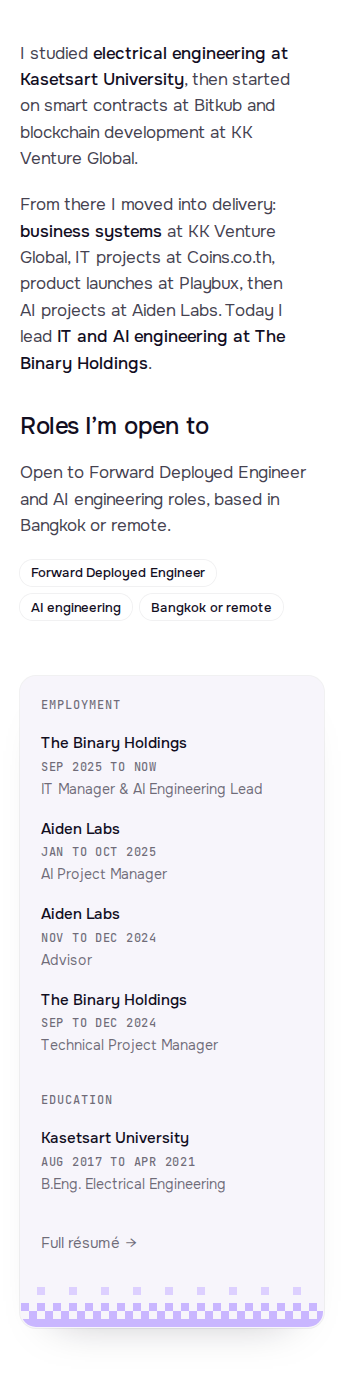 I studied electrical engineering at
Kasetsart University, then started
on smart contracts at Bitkub and
blockchain development at KK
Venture Global.
From there I moved into delivery:
business systems at KK Venture
Global, IT projects at Coins.co.th,
product launches at Playbux, then
AI projects at Aiden Labs. Today I
lead IT and AI engineering at The
Binary Holdings.
Roles I’m open to
Open to Forward Deployed Engineer
and AI engineering roles, based in
Bangkok or remote.
Forward Deployed Engineer
AI engineering
Bangkok or remote
EMPLOYMENT
The Binary Holdings
SEP 2025 TO NOW
IT Manager & AI Engineering Lead
Aiden Labs
JAN TO OCT 2025
AI Project Manager
Aiden Labs
NOV TO DEC 2024
Advisor
The Binary Holdings
SEP TO DEC 2024
Technical Project Manager
EDUCATION
Kasetsart University
AUG 2017 TO APR 2021
B.Eng. Electrical Engineering
Full résumé →